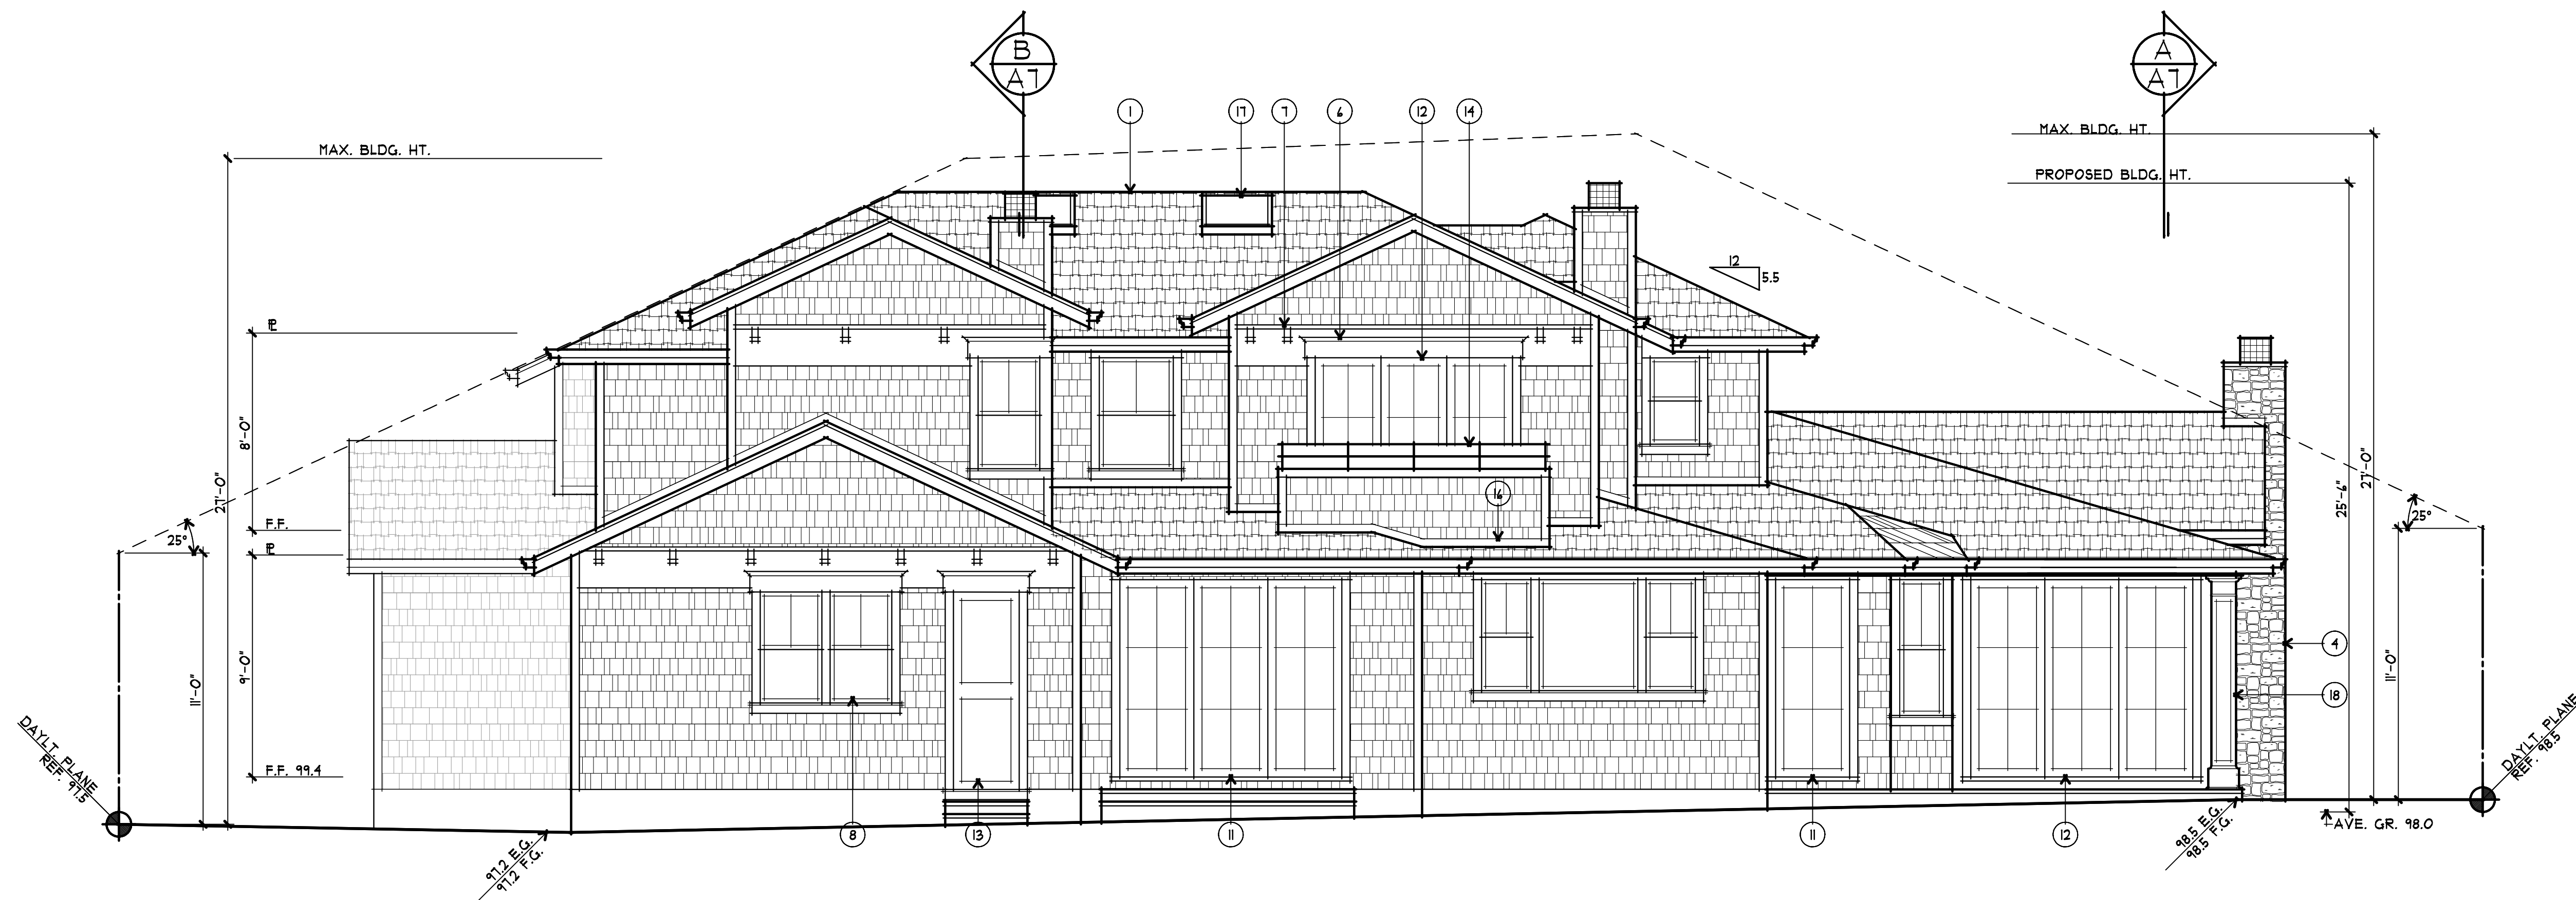 B
A7
A
A7
1
17
7
6
12
14
MAX. BLDG. HT.
MAX. BLDG. HT.
PROPOSED BLDG. HT.
12
5.5
PL
8'-0"
27'-0"
F.F.
PL
25°
16
27'-0"
25'-6"
25°
11'-0"
9'-0"
F.F. 99.4
4
18
11'-0"
DAYLT. PLANE
REF. 97.5
DAYLT. PLANE
REF. 98.5
97.2 E.G.
97.2 F.G.
8
13
11
11
12
98.5 E.G.
98.5 F.G.
AVE. GR. 98.0